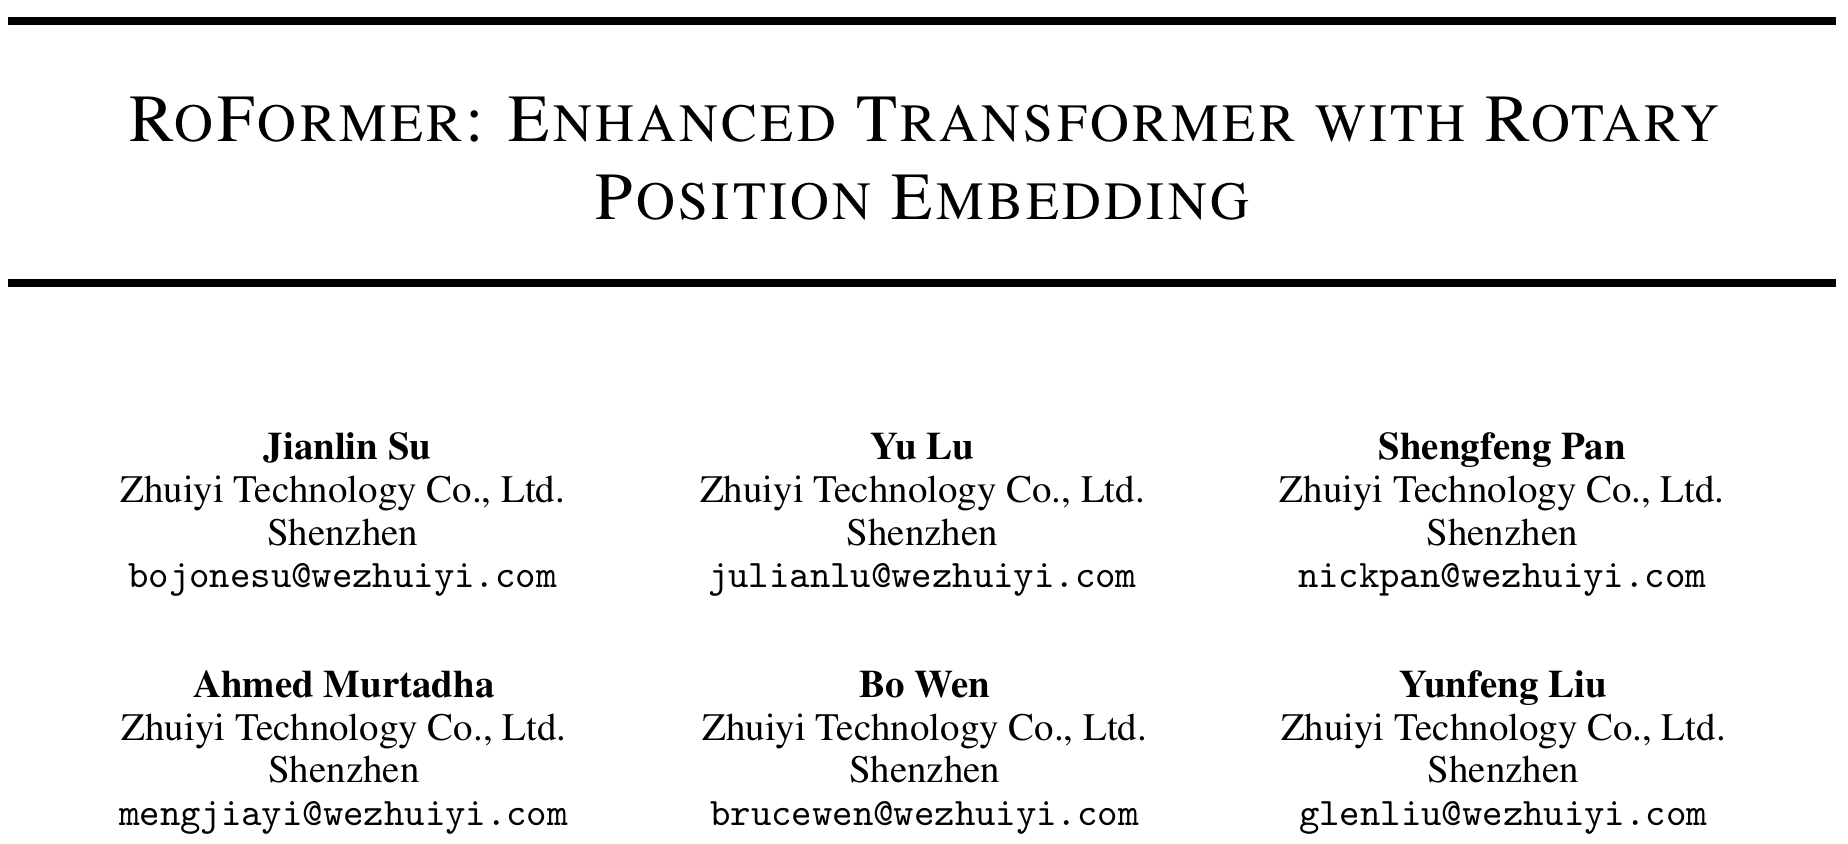 ROFORMER: ENHANCED TRANSFORMER WITH ROTARY
POSITION EMBEDDING
Jianlin Su
Zhuiyi Technology Co., Ltd.
Shenzhen
bojonesu@wezhuiyi.com
Yu Lu
Zhuiyi Technology Co., Ltd.
Shenzhen
julianlu@wezhuiyi.com
Shengfeng Pan
Zhuiyi Technology Co., Ltd.
Shenzhen
nickpan@wezhuiyi.com
Ahmed Murtadha
Zhuiyi Technology Co., Ltd.
Shenzhen
mengjiayi@wezhuiyi.com
Bo Wen
Zhuiyi Technology Co., Ltd.
Shenzhen
brucewen@wezhuiyi.com
Yunfeng Liu
Zhuiyi Technology Co., Ltd.
Shenzhen
glenliu@wezhuiyi.com